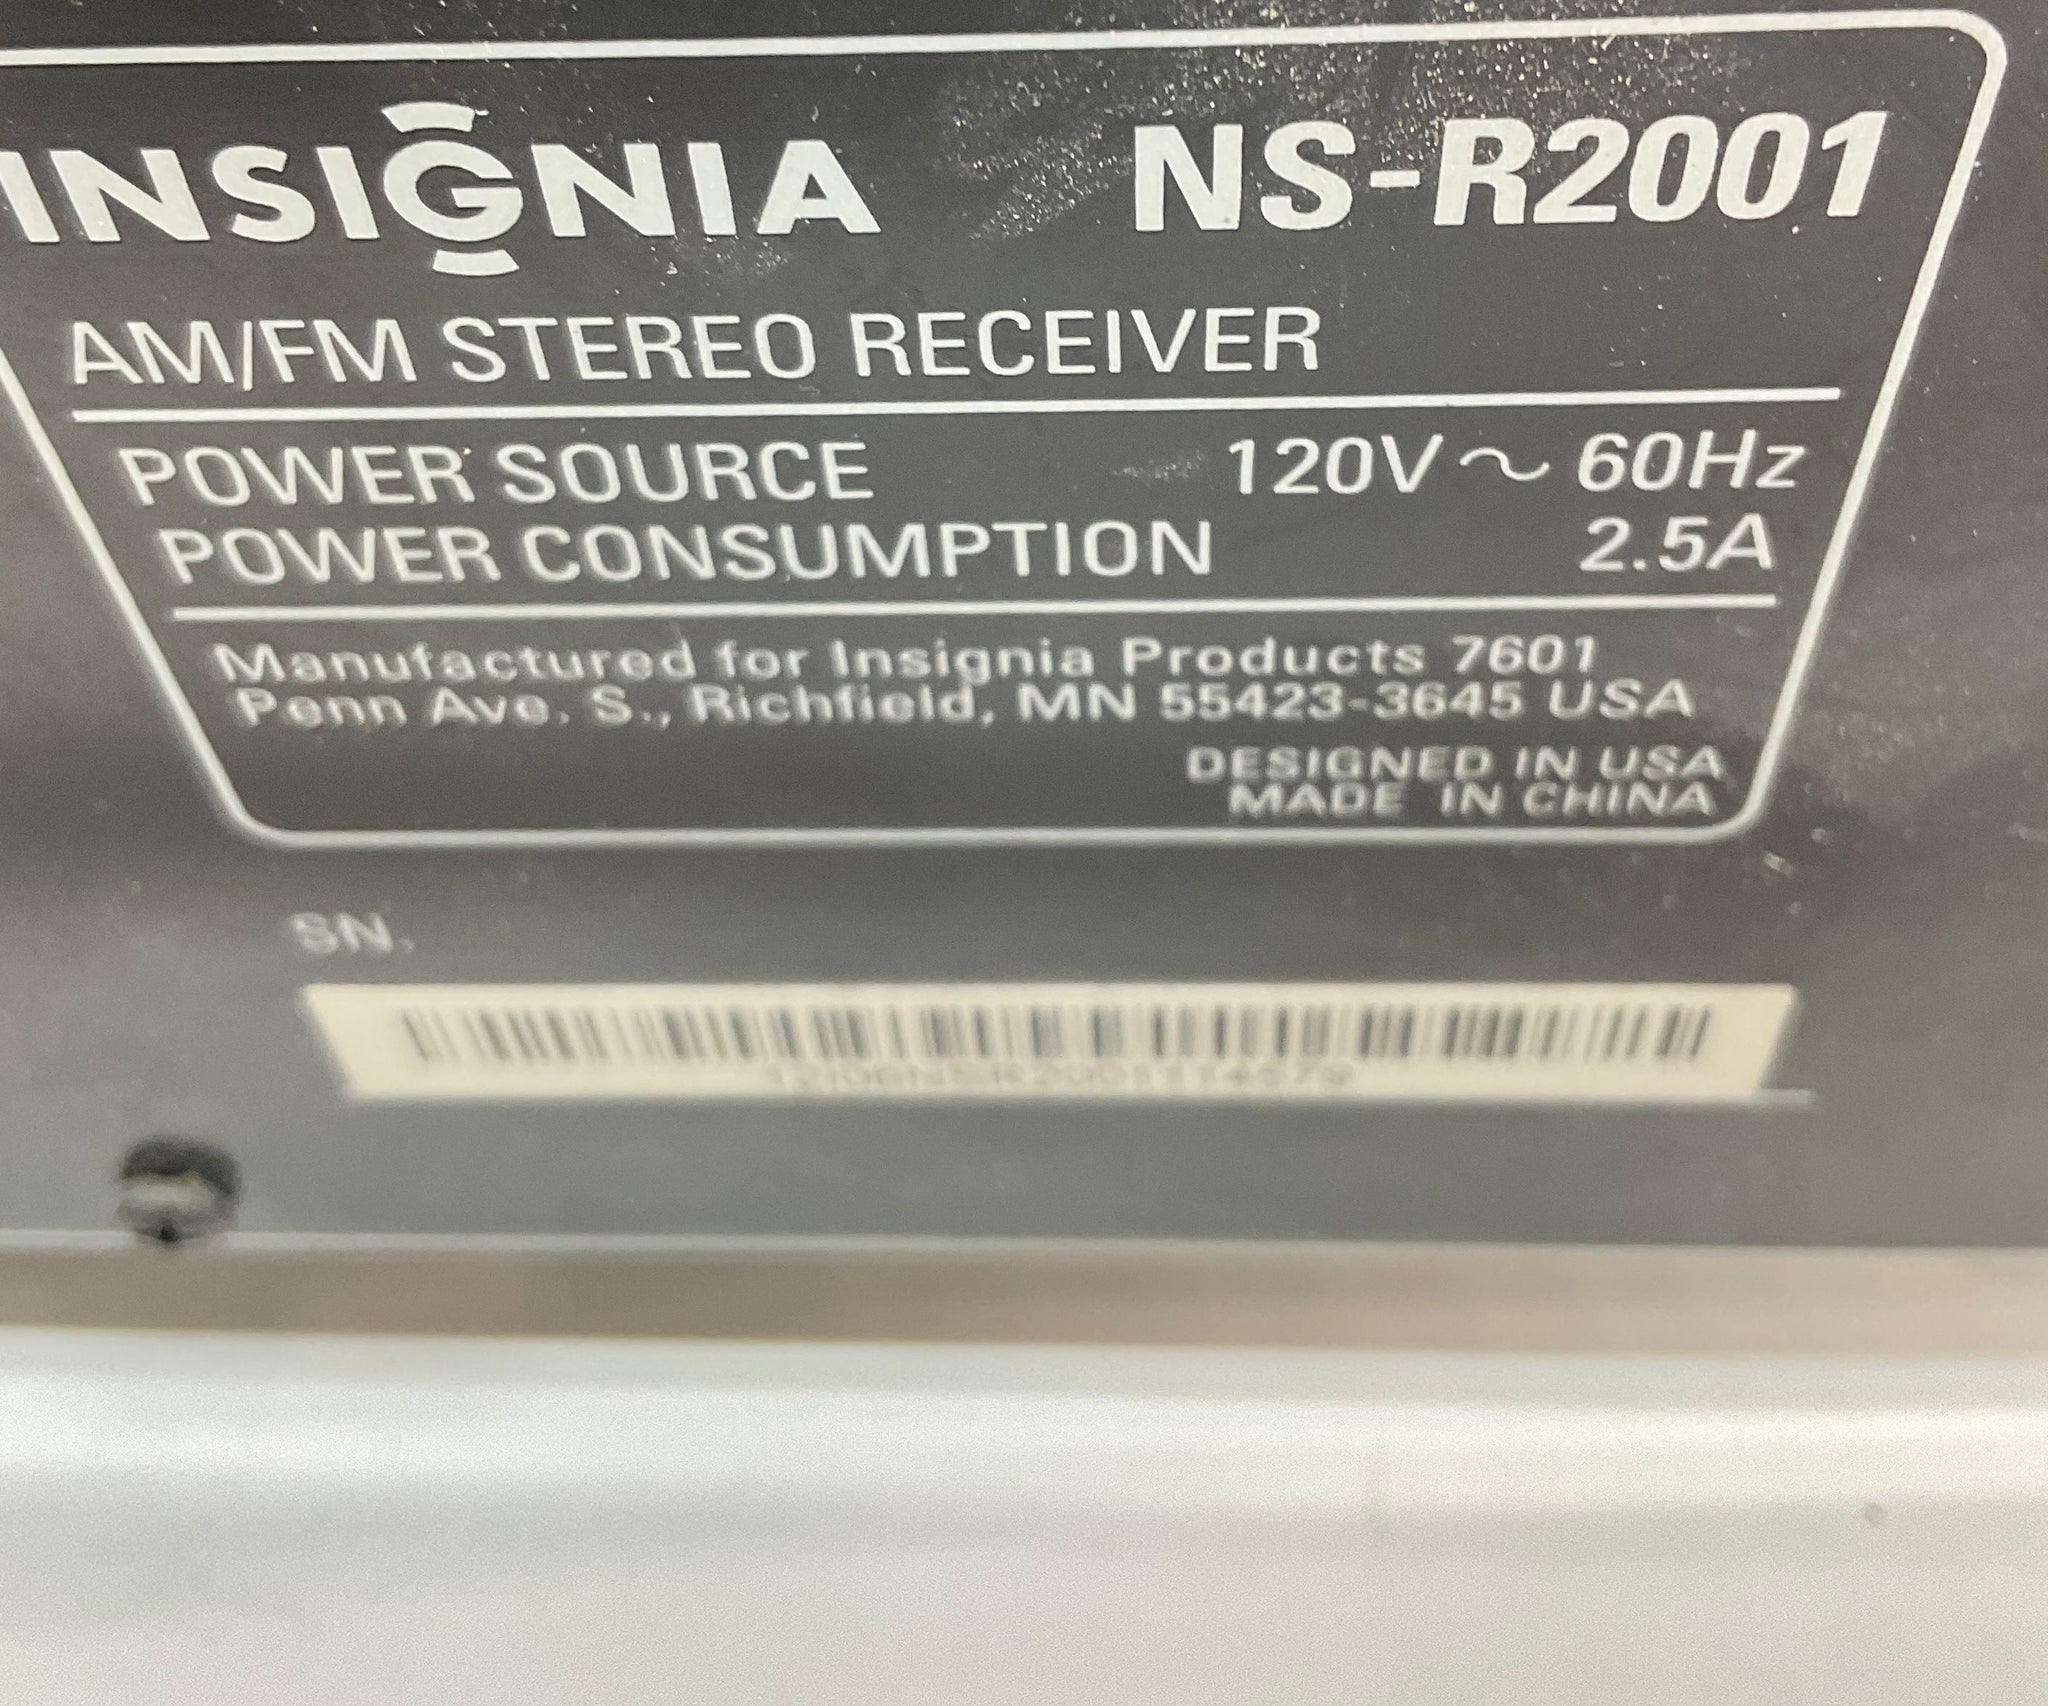 INSIGNIA NS-R2001
AM/FM STEREO RECEIVER
POWER SOURCE 120V ~ 60Hz
POWER CONSUMPTION 2.5A
Manufactured for Insignia Products 7601
Penn Ave. S., Richfield, MN 55423-3645 USA
DESIGNED IN USA
MADE IN CHINA
SN.